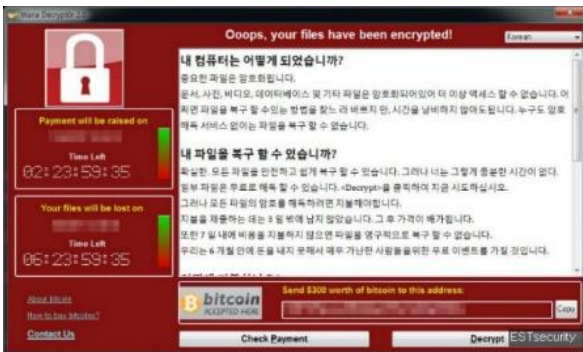 Wana Decrypt0r 2.0
Ooops, your files have been encrypted!
Korean
내 컴퓨터는 어떻게 되었습니까?
중요한 파일은 암호화됩니다.
문서, 사진, 비디오, 데이터베이스 및 기타 파일은 암호화되어있어 더 이상 액세스 할 수 없습니다. 어
쩌면 파일을 복구 할 수있는 방법을 찾느라 바쁘지 만, 시간을 낭비하지 않아도됩니다. 누구도 암호
해독 서비스 없이는 파일을 복구 할 수 없습니다.
내 파일을 복구 할 수 있습니까?
확실한. 모든 파일을 안전하고 쉽게 복구 할 수 있습니다. 그러나 너는 그렇게 충분한 시간이 없다.
일부 파일은 무료로 해독 할 수 있습니다. <Decrypt>을 클릭하여 지금 시도하십시오.
그러나 모든 파일의 암호를 해독하려면 지불해야합니다.
지불을 제출하는 데는 3 일 밖에 남지 않았습니다. 그 후 가격이 배가됩니다.
또한 7 일 내에 비용을 지불하지 않으면 파일을 영구적으로 복구 할 수 없습니다.
우리는 6 개월 안에 돈을 내지 못해서 매우 가난한 사람들을위한 무료 이벤트를 가질 것입니다.
Payment will be raised on
Time Left
02:23:59:35
Your files will be lost on
Time Left
06:23:59:35
About bitcoin
How to buy bitcoins?
Contact Us
bitcoin
ACCEPTED HERE
Send $300 worth of bitcoin to this address:
Copy
Check Payment
Decrypt
ESTsecurity